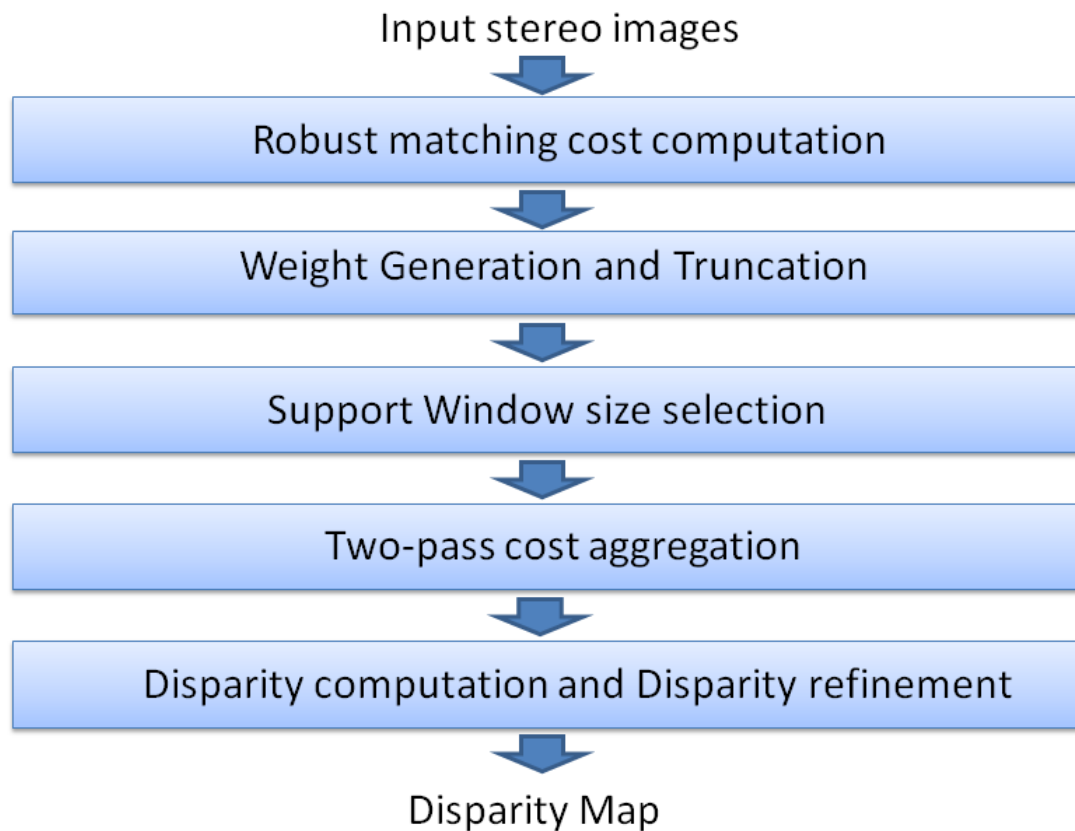 Input stereo images
Robust matching cost computation
Weight Generation and Truncation
Support Window size selection
Two-pass cost aggregation
Disparity computation and Disparity refinement
Disparity Map